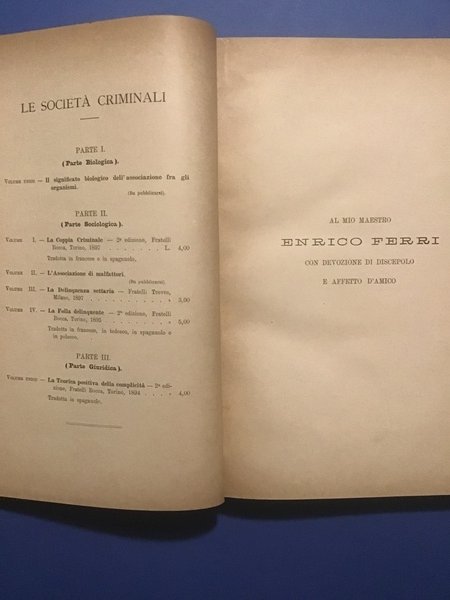 LE SOCIETÀ CRIMINALI
PARTE I.
(Parte Biologica).
VOLUME UNICO — Il significato biologico dell'associazione fra gli
organismi.
(Da pubblicarsi).
PARTE II.
(Parte Sociologica).
VOLUME I. — La Coppia Criminale — 2ª edizione, Fratelli
Bocca, Torino, 1897 . . . . . . L. 4,00
Tradotta in francese e in spagnuolo.
VOLUME II. — L'Associazione di malfattori.
(Da pubblicarsi).
VOLUME III. — La Delinquenza settaria — Fratelli Treves,
Milano, 1897 . . . . . . . » 3,00
VOLUME IV. — La Folla delinquente — 2ª edizione, Fratelli
Bocca, Torino, 1895 . . . . . . » 5,00
Tradotta in francese, in tedesco, in spagnuolo e
in polacco.
PARTE III.
(Parte Giuridica).
VOLUME UNICO — La Teorica positiva della complicità — 2ª edi-
zione, Fratelli Bocca, Torino, 1894 . . . . » 4,00
Tradotta in spagnuolo.
AL MIO MAESTRO
ENRICO FERRI
CON DEVOZIONE DI DISCEPOLO
E AFFETTO D'AMICO